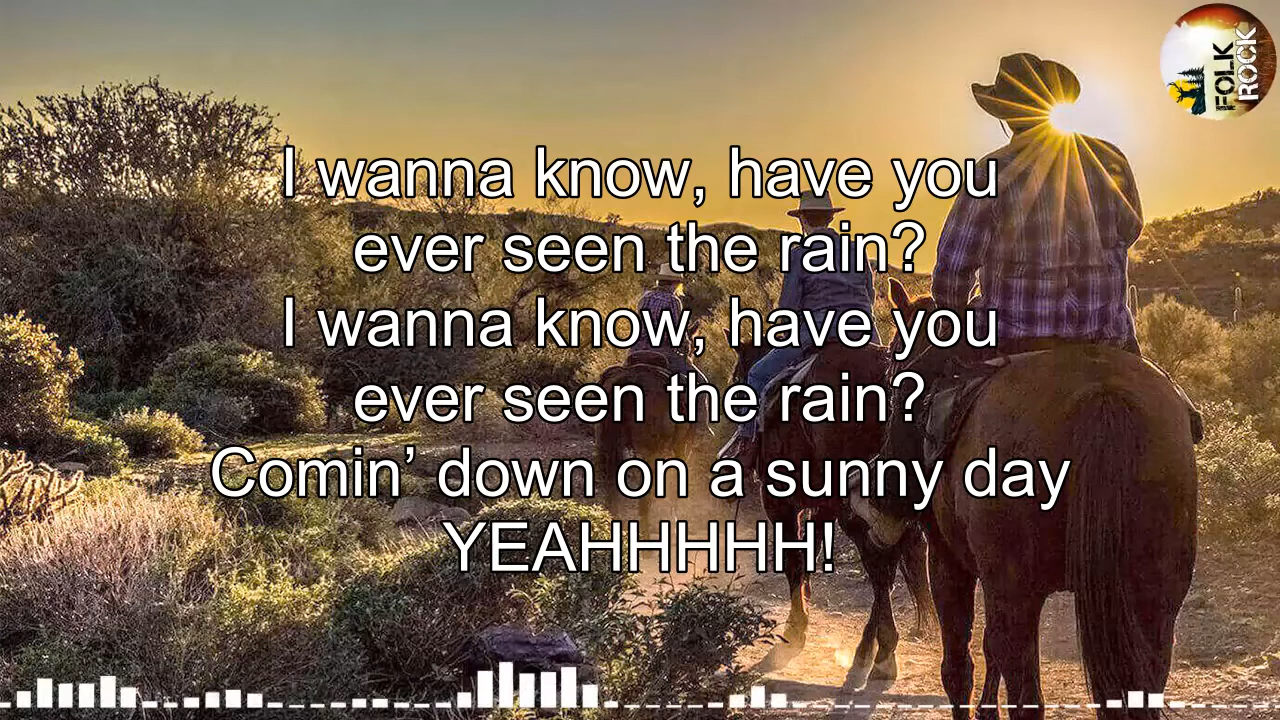 FOLK
ROCK
I wanna know, have you
ever seen the rain?
I wanna know, have you
ever seen the rain?
Comin’ down on a sunny day
YEAHHHHH!